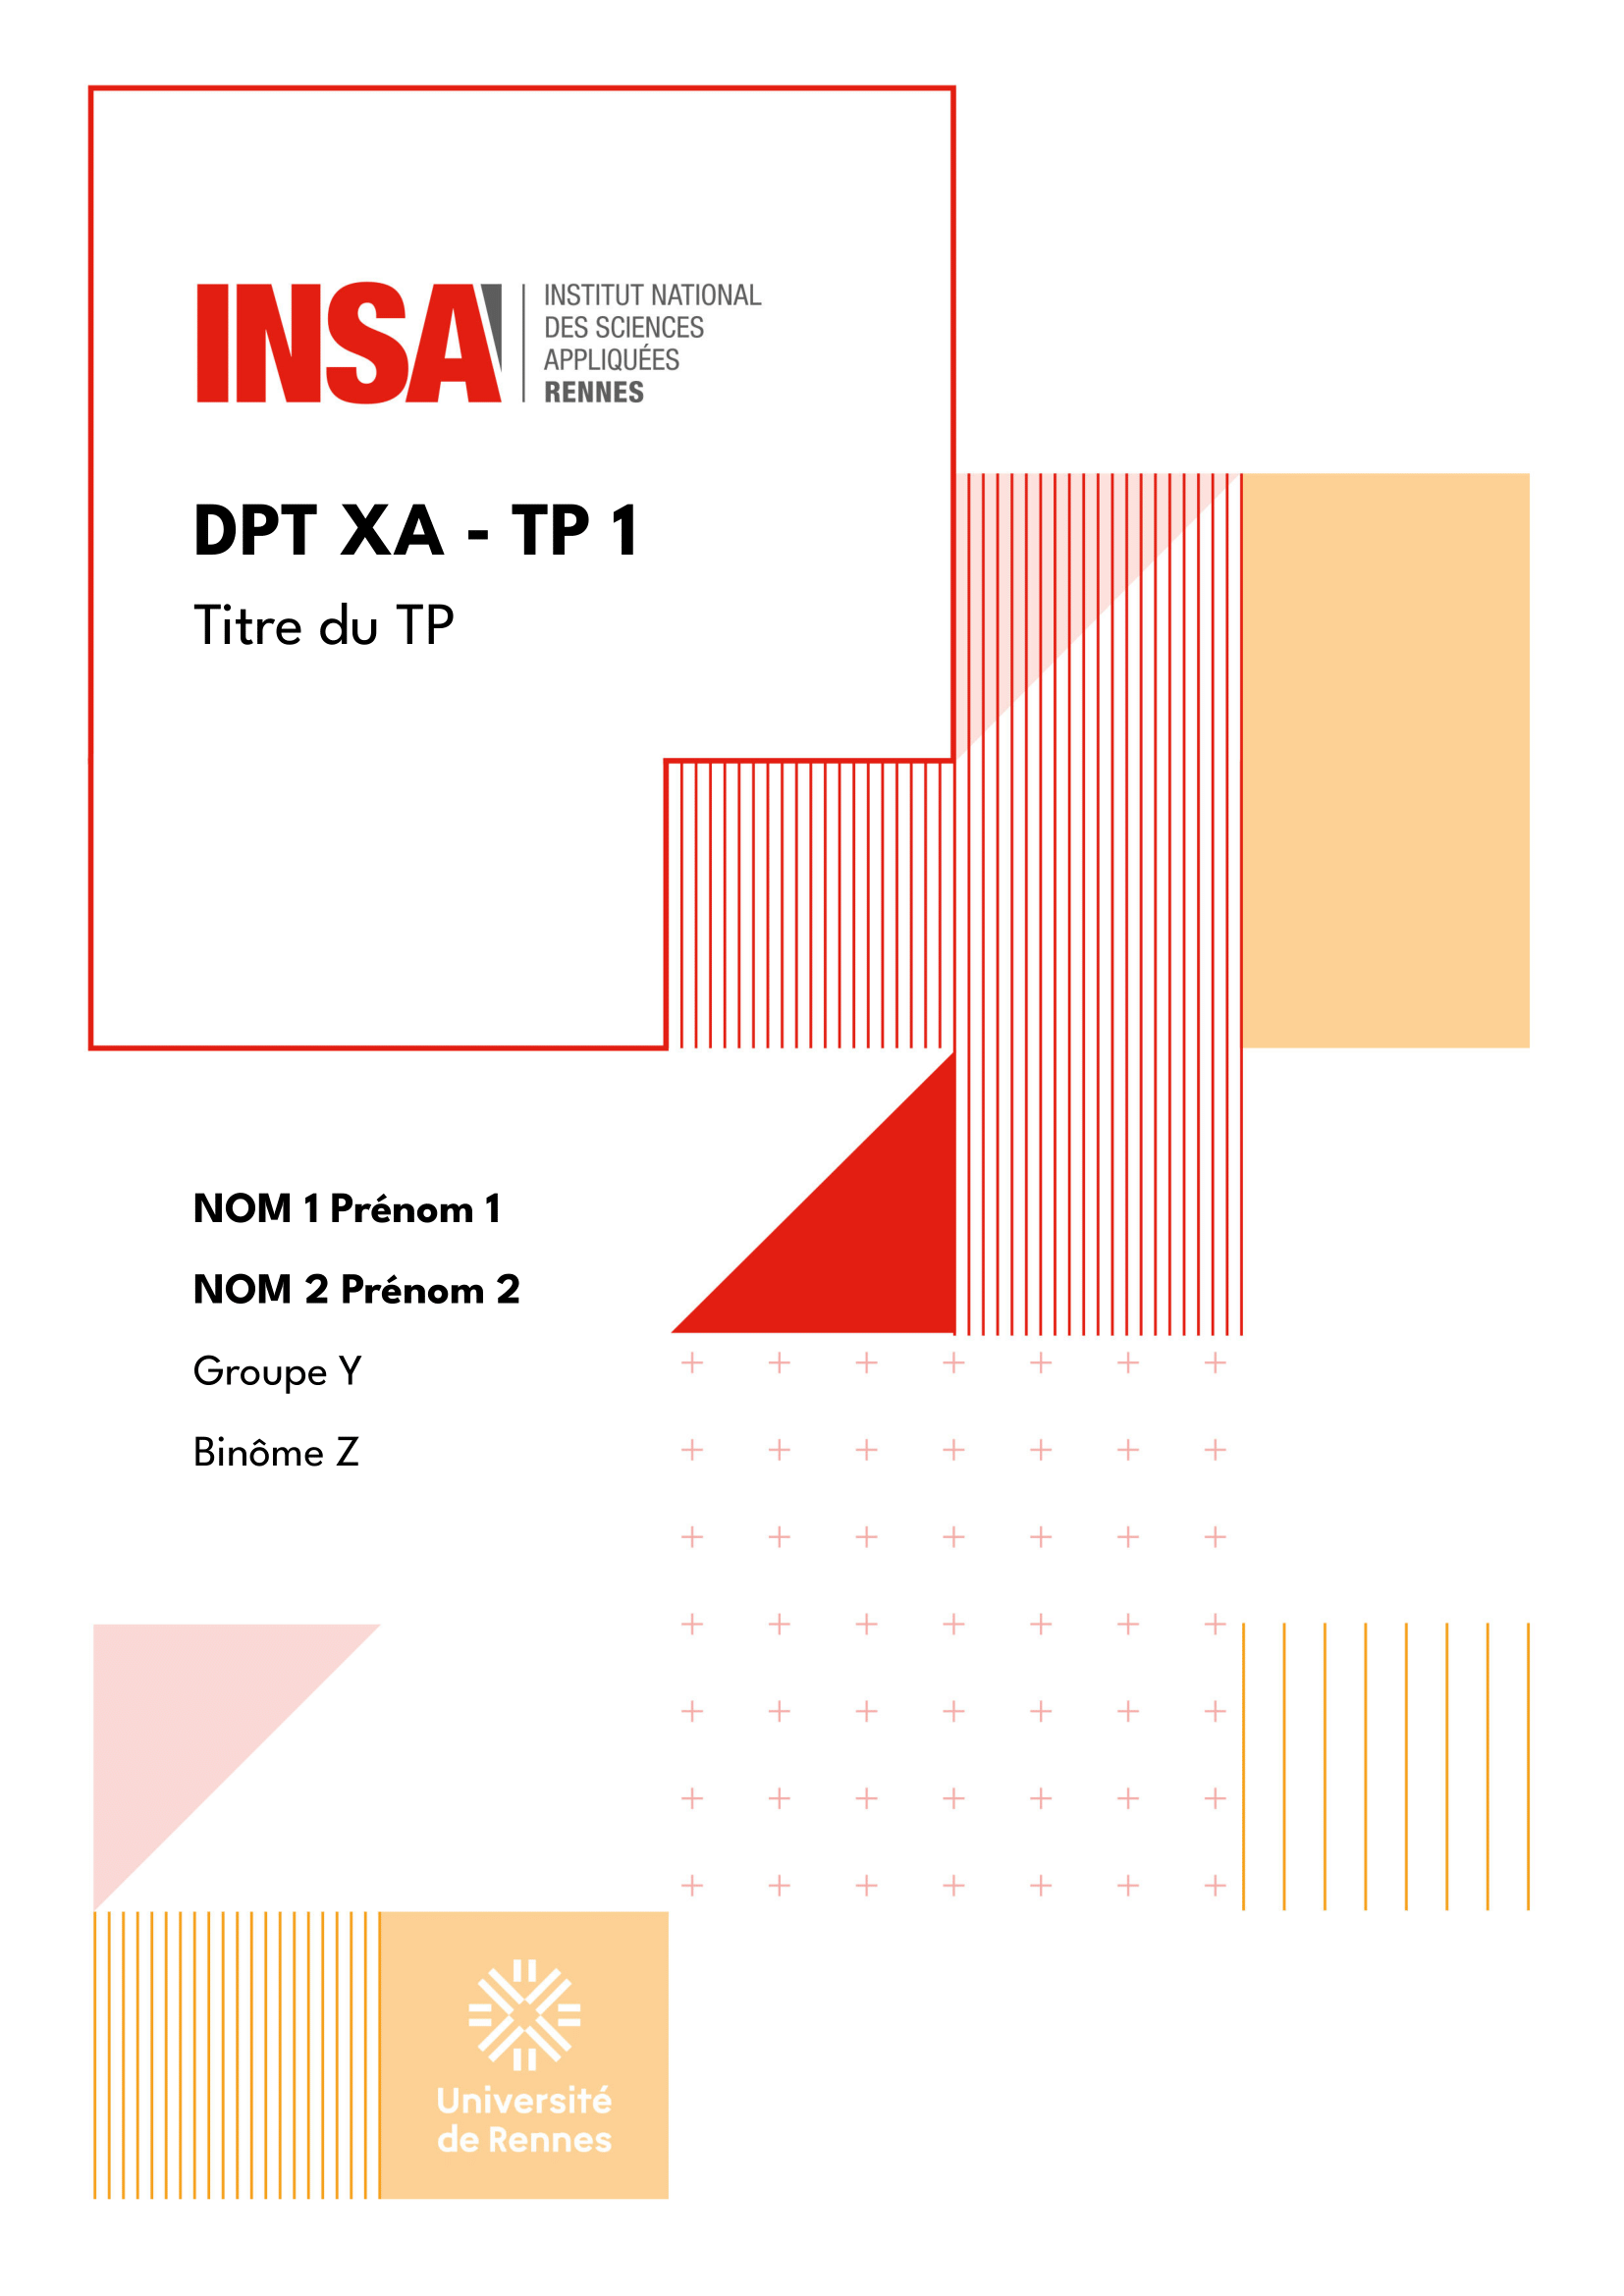 INSA
INSTITUT NATIONAL
DES SCIENCES
APPLIQUÉES
RENNES
DPT XA - TP 1
Titre du TP
NOM 1 Prénom 1
NOM 2 Prénom 2
Groupe Y
Binôme Z
Université
de Rennes